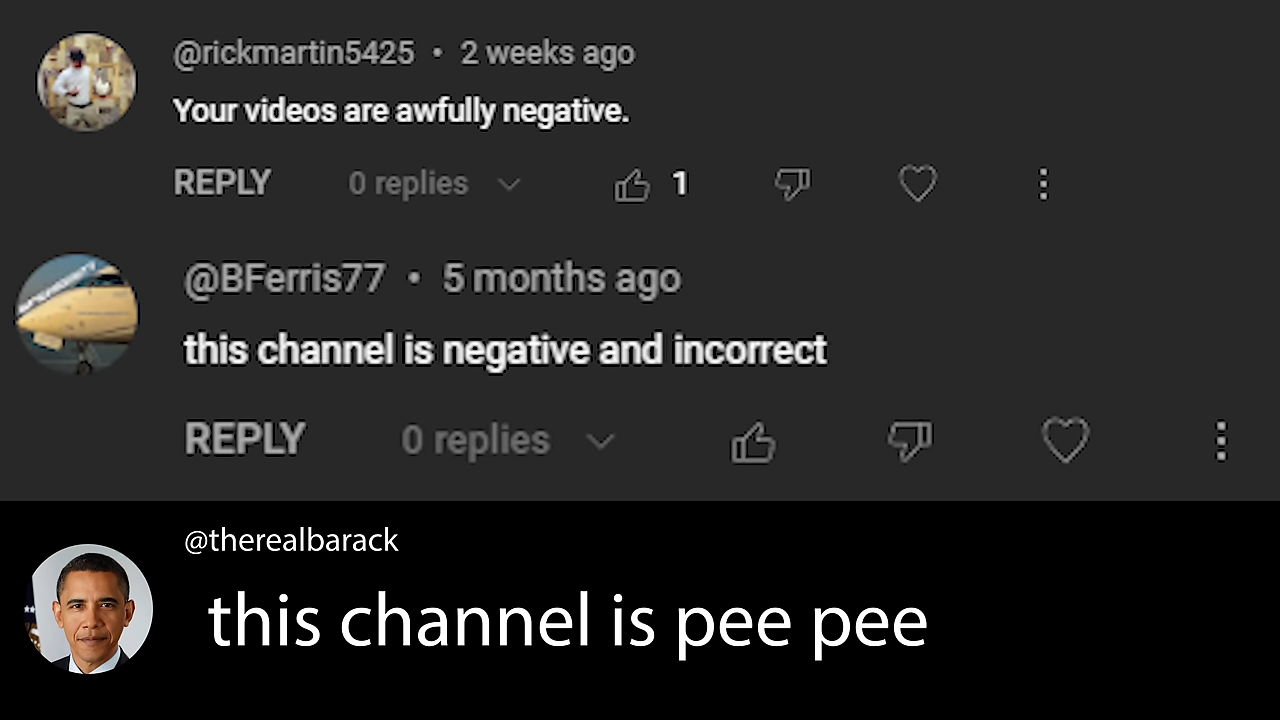 @rickmartin5425 • 2 weeks ago
Your videos are awfully negative.
REPLY 0 replies 1
@BFerris77 • 5 months ago
this channel is negative and incorrect
REPLY 0 replies
@therealbarack
this channel is pee pee